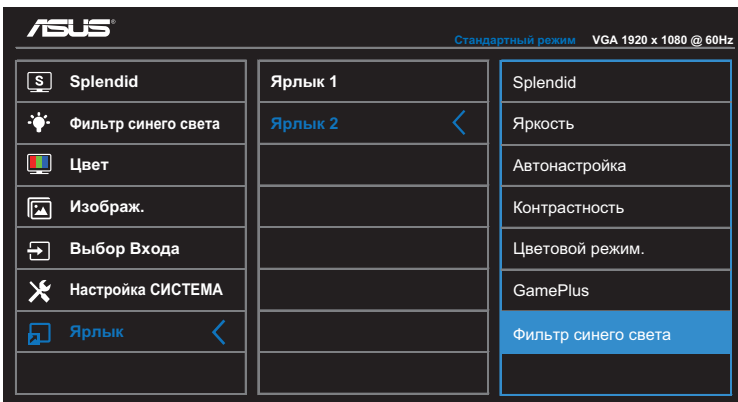 ASUS
Стандартный режим VGA 1920 x 1080 @ 60Hz
Splendid
Фильтр синего света
Цвет
Изображ.
Выбор Входа
Настройка СИСТЕМА
Ярлык
Ярлык 1
Ярлык 2
Splendid
Яркость
Автонастройка
Контрастность
Цветовой режим.
GamePlus
Фильтр синего света